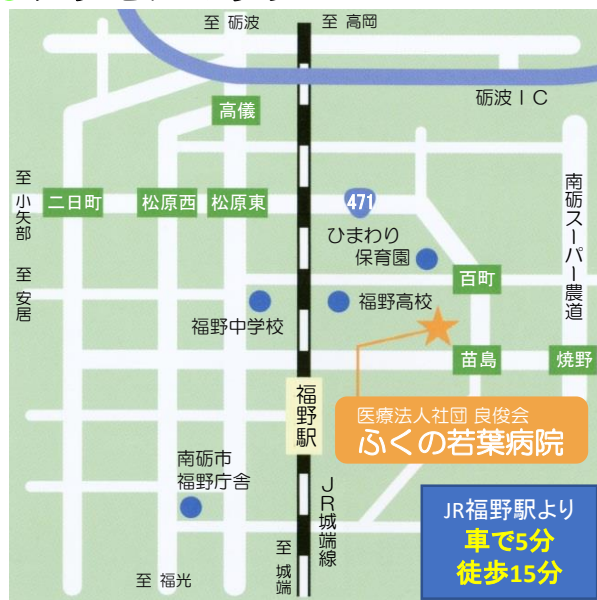 至 砺波
至 高岡
砺波IC
高儀
至 小矢部
二日町
松原西
松原東
471
南砺スーパー農道
ひまわり
保育園
至 安居
百町
福野高校
福野中学校
苗島
焼野
福野駅
医療法人社団 良俊会
ふくの若葉病院
南砺市
福野庁舎
JR城端線
JR福野駅より
車で5分
徒歩15分
至 城端
至 福光